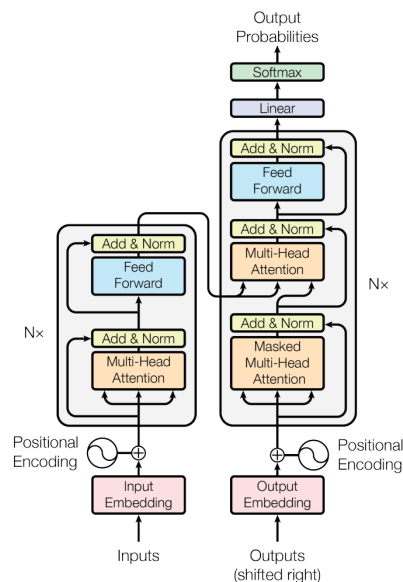 Output
Probabilities
Softmax
Linear
Add & Norm
Feed
Forward
Add & Norm
Multi-Head
Attention
Add & Norm
Masked
Multi-Head
Attention
N×
Positional
Encoding
Output
Embedding
Outputs
(shifted right)
Add & Norm
Feed
Forward
Add & Norm
Multi-Head
Attention
N×
Positional
Encoding
Input
Embedding
Inputs